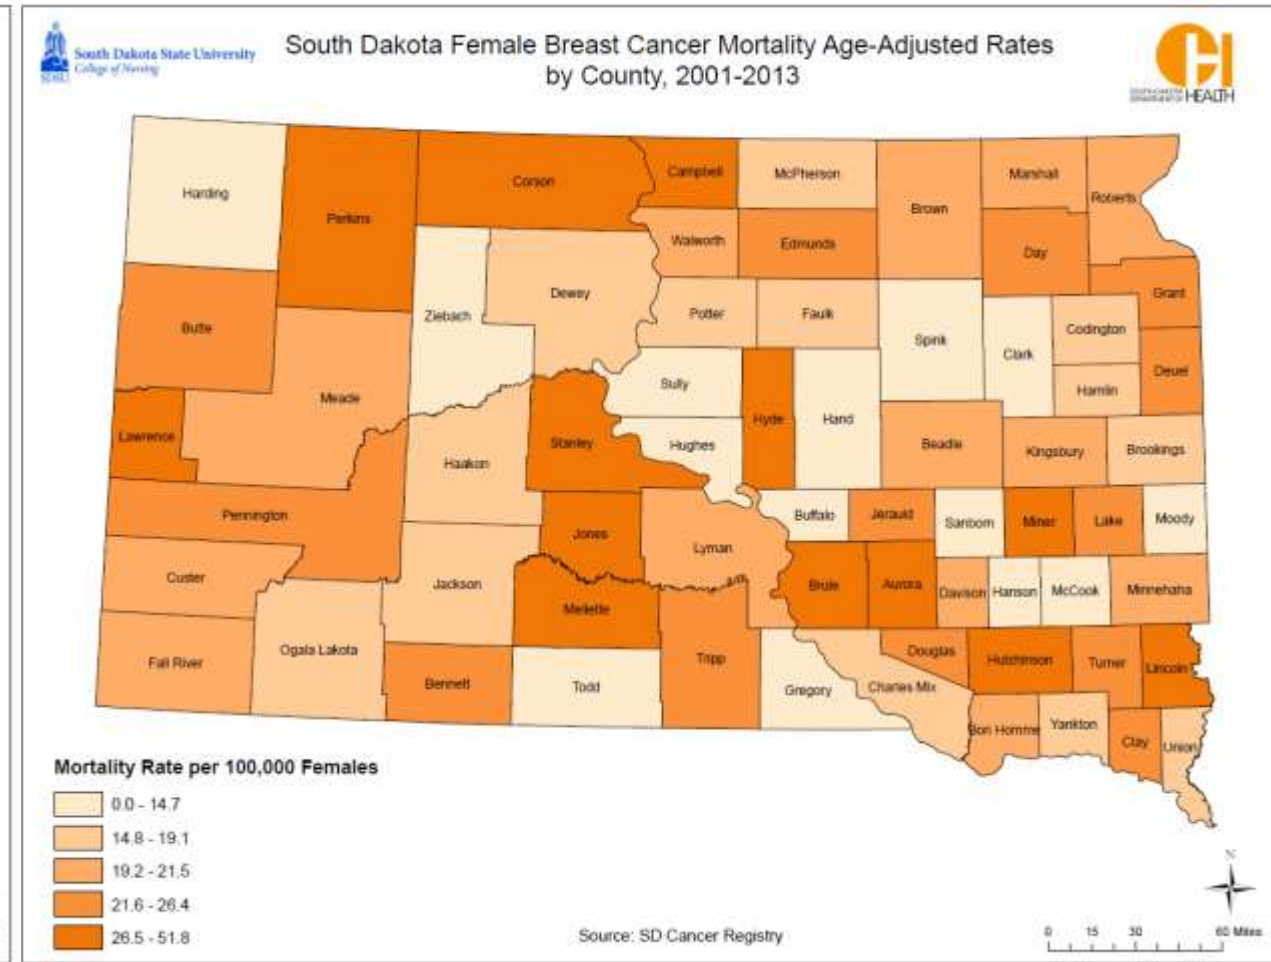 South Dakota State University
College of Nursing
SDSU
South Dakota Female Breast Cancer Mortality Age-Adjusted Rates
by County, 2001-2013
HEALTH
Harding
Perkins
Corson
Campbell
McPherson
Brown
Marshall
Roberts
Walworth
Edmunds
Day
Grant
Butte
Ziebach
Dewey
Potter
Faulk
Spink
Clark
Codington
Deuel
Hamlin
Meade
Sully
Hyde
Hand
Lawrence
Haakon
Stanley
Hughes
Beadle
Kingsbury
Brookings
Pennington
Jones
Lyman
Buffalo
Jerauld
Sanborn
Miner
Lake
Moody
Custer
Jackson
Mellette
Brule
Aurora
Davison
Hanson
McCook
Minnehaha
Fall River
Ogala Lakota
Bennett
Todd
Tripp
Gregory
Charles Mix
Douglas
Hutchinson
Turner
Lincoln
Bon Homme
Yankton
Clay
Union
Mortality Rate per 100,000 Females
0.0 - 14.7
14.8 - 19.1
19.2 - 21.5
21.6 - 26.4
26.5 - 51.8
Source: SD Cancer Registry
N
0 15 30 60 Miles